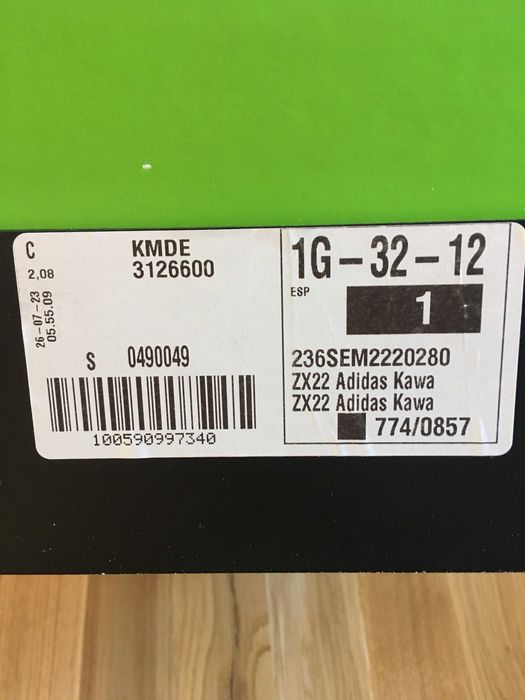 C
2,08
26-07-23
05.55.09
KMDE
3126600
S 0490049
100590997340
1G-32-12
ESP
1
236SEM2220280
ZX22 Adidas Kawa
ZX22 Adidas Kawa
774/0857